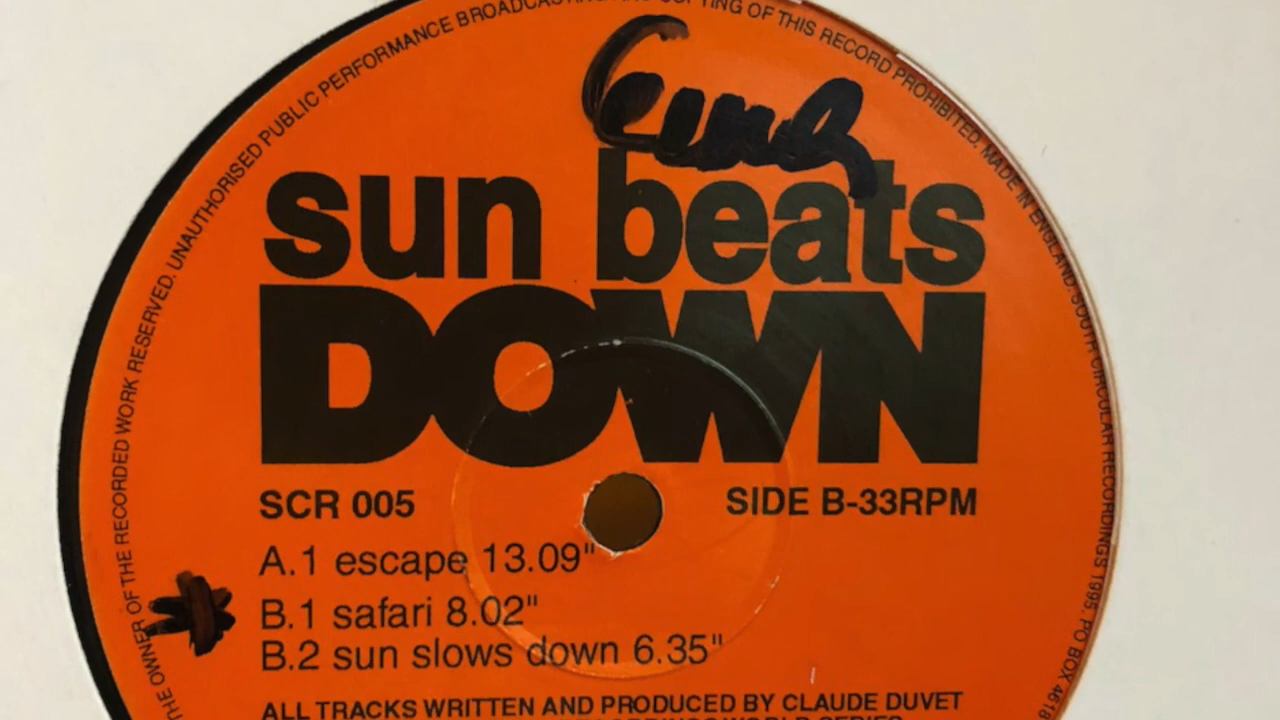 THE OWNER OF THE RECORDED WORK RESERVED. UNAUTHORISED PUBLIC PERFORMANCE BROADCASTING AND COPYING OF THIS RECORD PROHIBITED. MADE IN ENGLAND. SOUTH CIRCULAR RECORDINGS 1995. PO BOX
sun beats
DOWN
SCR 005 SIDE B-33RPM
A.1 escape 13.09"
B.1 safari 8.02"
B.2 sun slows down 6.35"
ALL TRACKS WRITTEN AND PRODUCED BY CLAUDE DUVET